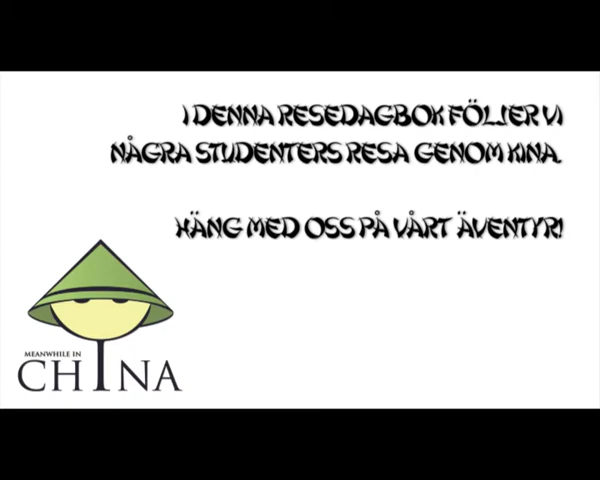 I DENNA RESEDAGBOK FÖLJER VI
NÅGRA STUDENTERS RESA GENOM KINA.
HÄNG MED OSS PÅ VÅRT ÄVENTYR!
MEANWHILE IN
CHINA